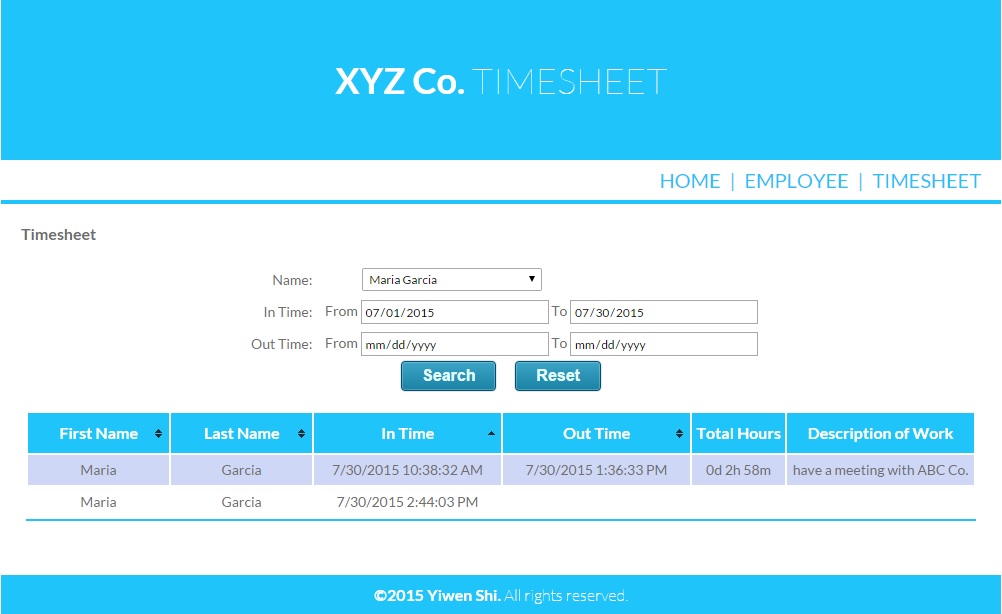 XYZ Co. TIMESHEET
HOME | EMPLOYEE | TIMESHEET
Timesheet
Name: Maria Garcia
In Time: From 07/01/2015 To 07/30/2015
Out Time: From mm/dd/yyyy To mm/dd/yyyy
Search Reset
First Name Last Name In Time Out Time Total Hours Description of Work
Maria Garcia 7/30/2015 10:38:32 AM 7/30/2015 1:36:33 PM 0d 2h 58m have a meeting with ABC Co.
Maria Garcia 7/30/2015 2:44:03 PM
©2015 Yiwen Shi. All rights reserved.